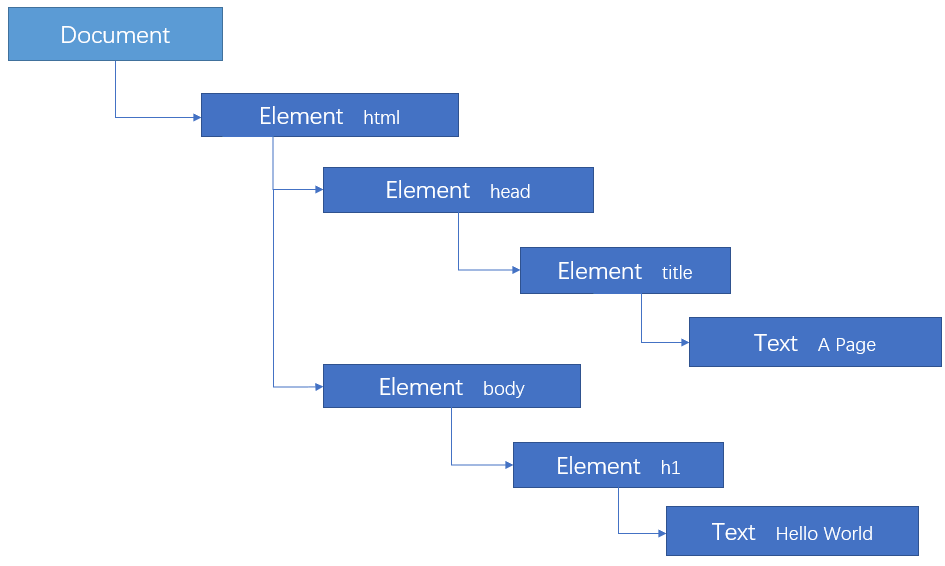 Document
Element html
Element head
Element title
Text A Page
Element body
Element h1
Text Hello World